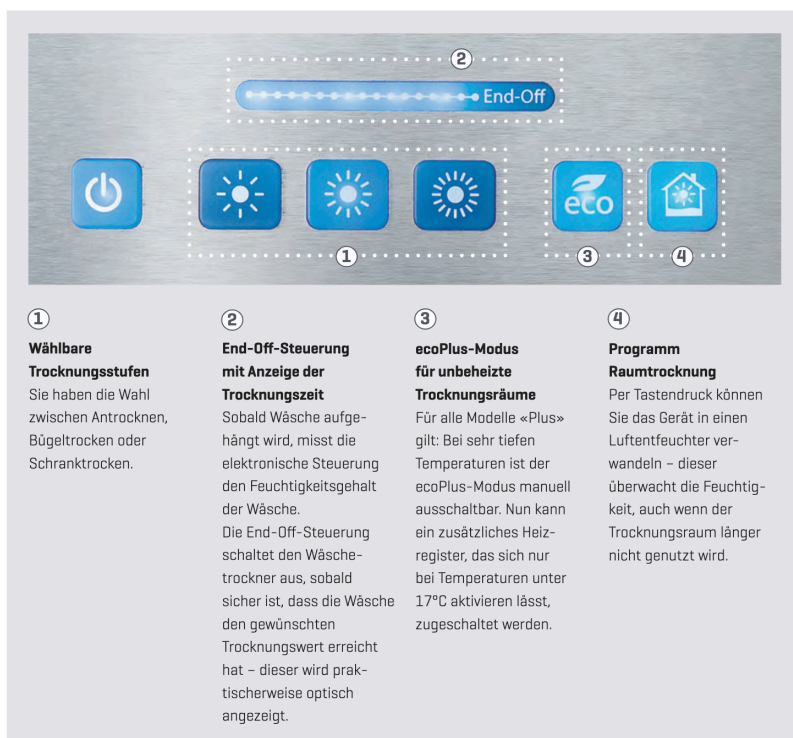 2
End-Off
eco
1
3
4
1
Wählbare
Trocknungsstufen
Sie haben die Wahl
zwischen Antrocknen,
Bügeltrocken oder
Schranktrocken.
2
End-Off-Steuerung
mit Anzeige der
Trocknungszeit
Sobald Wäsche aufge-
hängt wird, misst die
elektronische Steuerung
den Feuchtigkeitsgehalt
der Wäsche.
Die End-Off-Steuerung
schaltet den Wäsche-
trockner aus, sobald
sicher ist, dass die Wäsche
den gewünschten
Trocknungswert erreicht
hat – dieser wird prak-
tischerweise optisch
angezeigt.
3
ecoPlus-Modus
für unbeheizte
Trocknungsräume
Für alle Modelle «Plus»
gilt: Bei sehr tiefen
Temperaturen ist der
ecoPlus-Modus manuell
ausschaltbar. Nun kann
ein zusätzliches Heiz-
register, das sich nur
bei Temperaturen unter
17°C aktivieren lässt,
zugeschaltet werden.
4
Programm
Raumtrocknung
Per Tastendruck können
Sie das Gerät in einen
Luftentfeuchter ver-
wandeln – dieser
überwacht die Feuchtig-
keit, auch wenn der
Trocknungsraum länger
nicht genutzt wird.